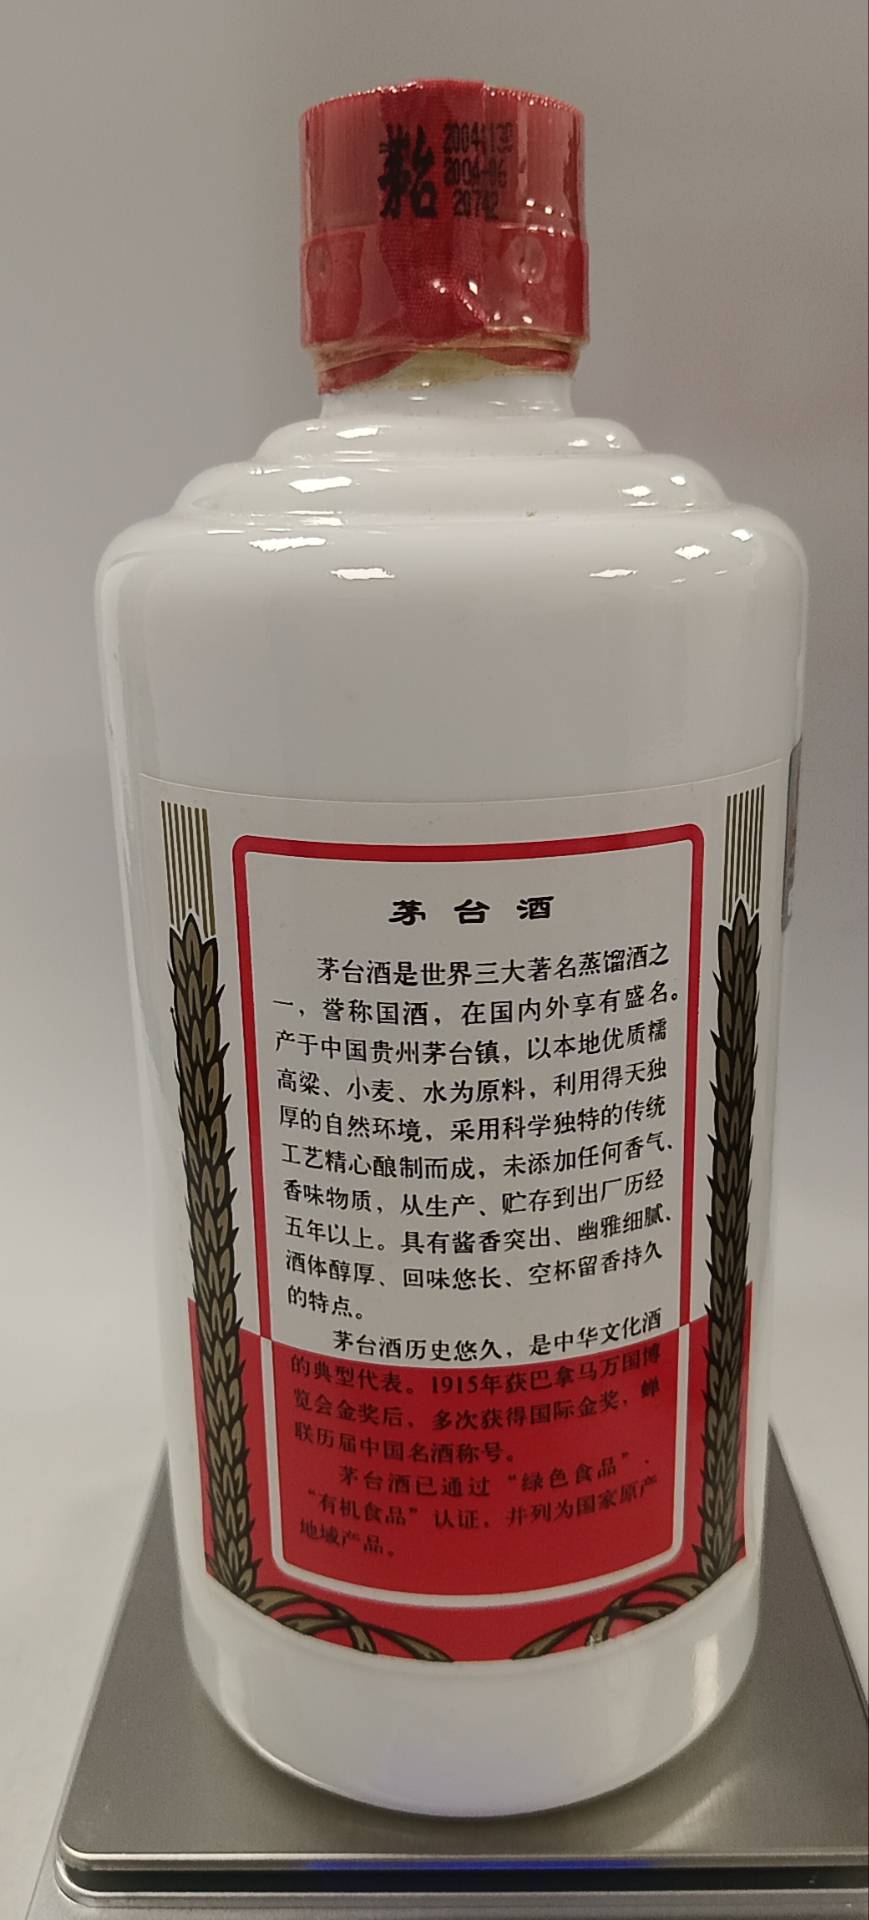 茅台
20041130
2004-06
20742
茅台酒
茅台酒是世界三大著名蒸馏酒之
一，誉称国酒，在国内外享有盛名。
产于中国贵州茅台镇，以本地优质糯
高粱、小麦、水为原料，利用得天独
厚的自然环境，采用科学独特的传统
工艺精心酿制而成，未添加任何香气、
香味物质，从生产、贮存到出厂历经
五年以上。具有酱香突出、幽雅细腻、
酒体醇厚、回味悠长、空杯留香持久
的特点。
茅台酒历史悠久，是中华文化酒
的典型代表。1915年获巴拿马万国博
览会金奖后，多次获得国际金奖，蝉
联历届中国名酒称号。
茅台酒已通过“绿色食品”、
“有机食品”认证，并列为国家原产
地域产品。